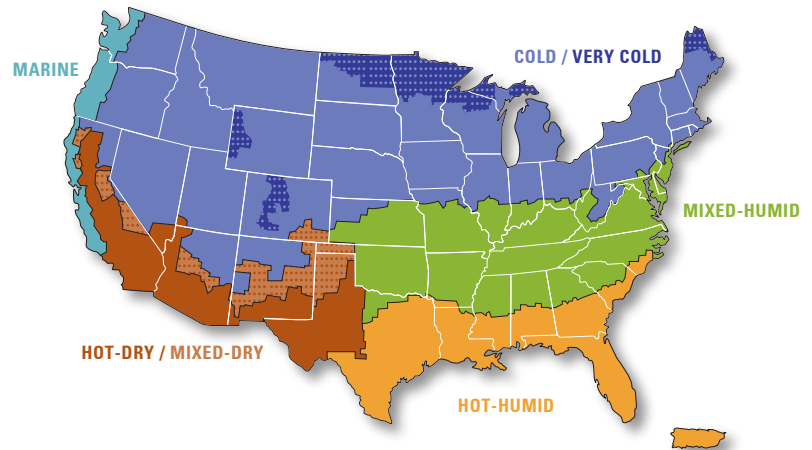 COLD / VERY COLD
MARINE
MIXED-HUMID
HOT-DRY / MIXED-DRY
HOT-HUMID